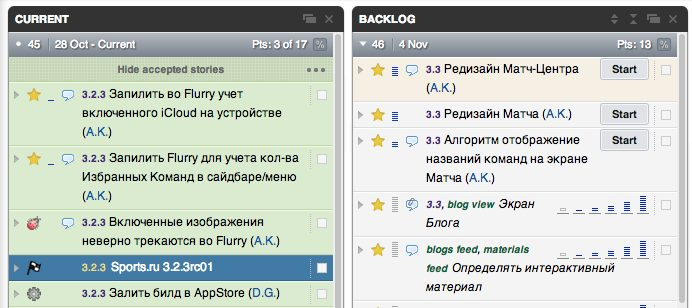 CURRENT
45 28 Oct - Current Pts: 3 of 17 %
Hide accepted stories
3.2.3 Запилить во Flurry учет
включенного iCloud на устройстве
(A.K.)
3.2.3 Запилить Flurry для учета кол-ва
Избранных Команд в сайдбаре/меню
(A.K.)
3.2.3 Включенные изображения
неверно трекаются во Flurry (A.K.)
3.2.3 Sports.ru 3.2.3rc01
3.2.3 Залить билд в AppStore (D.G.)
BACKLOG
46 4 Nov Pts: 13 %
3.3 Редизайн Матч-Центра Start
(A.K.)
3.3 Редизайн Матча (A.K.) Start
3.3 Алгоритм отображение Start
названий команд на экране
Матча (A.K.)
3.3, blog view Экран
Блога
blogs feed, materials
feed Определять интерактивный
материал